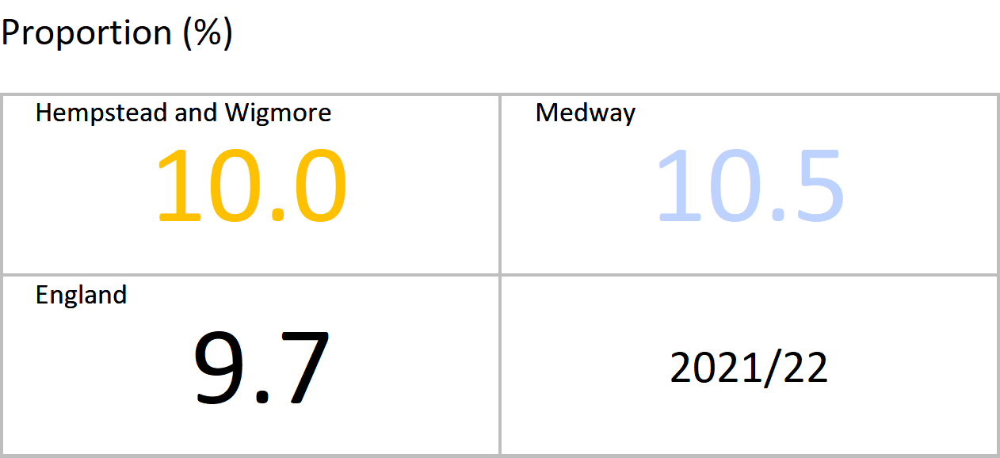 Proportion (%)
Hempstead and Wigmore
10.0
Medway
10.5
England
9.7
2021/22